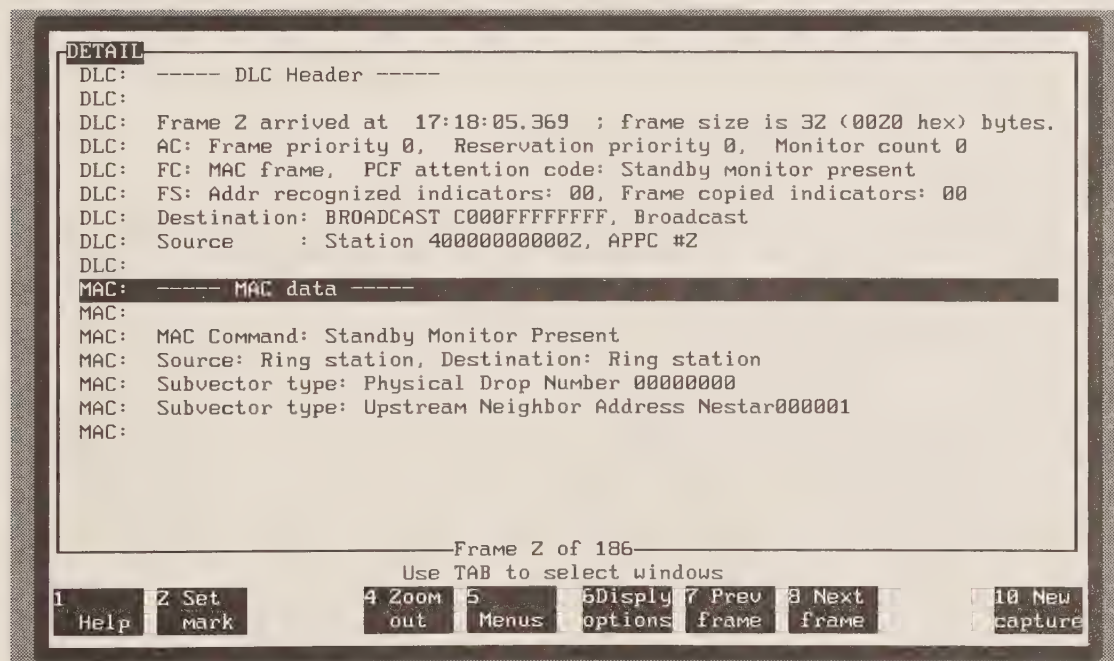 DETAIL
DLC: ----- DLC Header -----
DLC:
DLC: Frame 2 arrived at 17:18:05.369 ; frame size is 32 (0020 hex) bytes.
DLC: AC: Frame priority 0, Reservation priority 0, Monitor count 0
DLC: FC: MAC frame, PCF attention code: Standby monitor present
DLC: FS: Addr recognized indicators: 00, Frame copied indicators: 00
DLC: Destination: BROADCAST C000FFFFFFFF, Broadcast
DLC: Source : Station 400000000002, APPC #2
DLC:
MAC: ----- MAC data -----
MAC:
MAC: MAC Command: Standby Monitor Present
MAC: Source: Ring station, Destination: Ring station
MAC: Subvector type: Physical Drop Number 00000000
MAC: Subvector type: Upstream Neighbor Address Nestar000001
MAC:
Frame 2 of 186
Use TAB to select windows
1 2 Set 4 Zoom 5 6Disply 7 Prev 8 Next 10 New
Help mark out Menus options frame frame capture